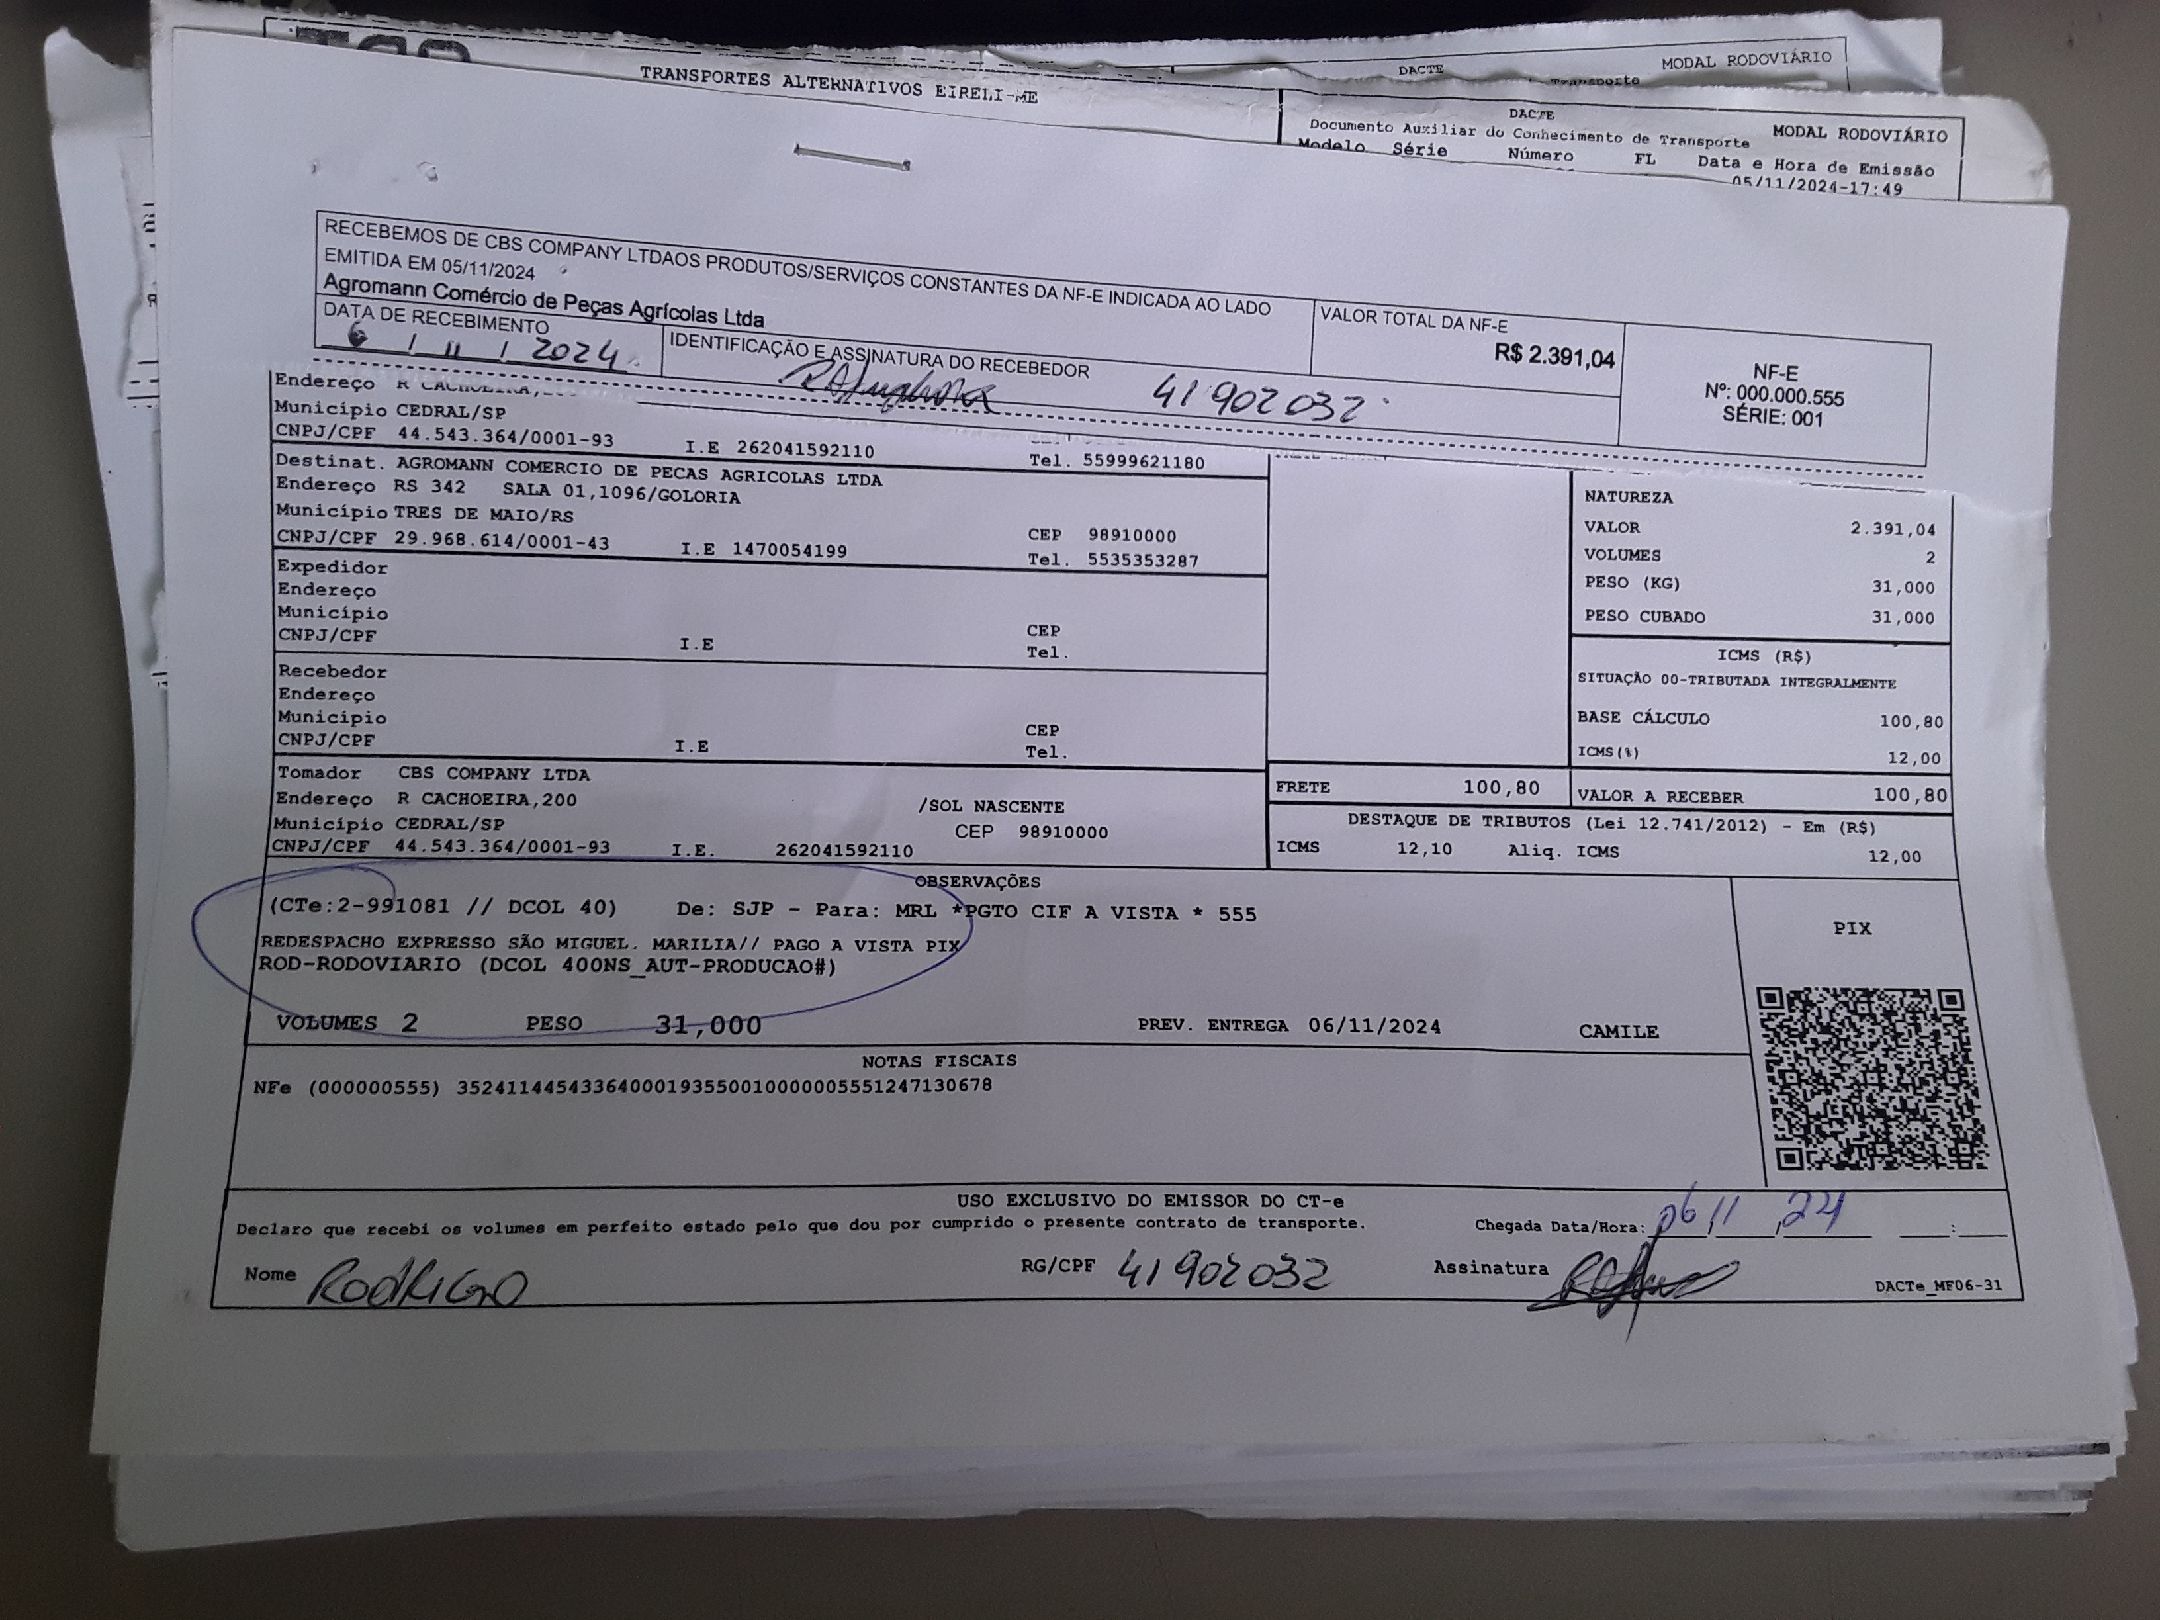 DACTE
MODAL RODOVIÁRIO
Transporte
TRANSPORTES ALTERNATIVOS EIRELI-ME
DACTE
Documento Auxiliar do Conhecimento de Transporte
MODAL RODOVIÁRIO
Modelo Série Número FL Data e Hora de Emissão
05/11/2024-17:49
RECEBEMOS DE CBS COMPANY LTDAOS PRODUTOS/SERVIÇOS CONSTANTES DA NF-E INDICADA AO LADO
EMITIDA EM 05/11/2024
Agromann Comércio de Peças Agrícolas Ltda
VALOR TOTAL DA NF-E
R$ 2.391,04
NF-E
Nº: 000.000.555
SÉRIE: 001
DATA DE RECEBIMENTO
6 / 11 / 2024
IDENTIFICAÇÃO E ASSINATURA DO RECEBEDOR
41902032
Endereço R CACHOEIRA,
Município CEDRAL/SP
CNPJ/CPF 44.543.364/0001-93 I.E 262041592110 Tel. 55999621180
Destinat. AGROMANN COMERCIO DE PECAS AGRICOLAS LTDA
Endereço RS 342 SALA 01,1096/GOLORIA
Município TRES DE MAIO/RS CEP 98910000
CNPJ/CPF 29.968.614/0001-43 I.E 1470054199 Tel. 5535353287
Expedidor
Endereço
Município CEP
CNPJ/CPF I.E Tel.
Recebedor
Endereço
Município CEP
CNPJ/CPF I.E Tel.
Tomador CBS COMPANY LTDA
Endereço R CACHOEIRA,200 /SOL NASCENTE
Município CEDRAL/SP CEP 98910000
CNPJ/CPF 44.543.364/0001-93 I.E. 262041592110
NATUREZA
VALOR 2.391,04
VOLUMES 2
PESO (KG) 31,000
PESO CUBADO 31,000
ICMS (R$)
SITUAÇÃO 00-TRIBUTADA INTEGRALMENTE
BASE CÁLCULO 100,80
ICMS(%) 12,00
FRETE 100,80 VALOR A RECEBER 100,80
DESTAQUE DE TRIBUTOS (Lei 12.741/2012) - Em (R$)
ICMS 12,10 Aliq. ICMS 12,00
OBSERVAÇÕES
(CTe:2-991081 // DCOL 40) De: SJP - Para: MRL *PGTO CIF A VISTA * 555
REDESPACHO EXPRESSO SÃO MIGUEL. MARILIA// PAGO A VISTA PIX
ROD-RODOVIARIO (DCOL 400NS_AUT-PRODUCAO#)
VOLUMES 2 PESO 31,000 PREV. ENTREGA 06/11/2024 CAMILE
PIX
NOTAS FISCAIS
NFe (000000555) 35241144543364000193550010000005551247130678
USO EXCLUSIVO DO EMISSOR DO CT-e
Declaro que recebi os volumes em perfeito estado pelo que dou por cumprido o presente contrato de transporte.
Chegada Data/Hora: 06/11/24 :
Nome RODRIGO RG/CPF 41902032 Assinatura
DACTe_MF06-31